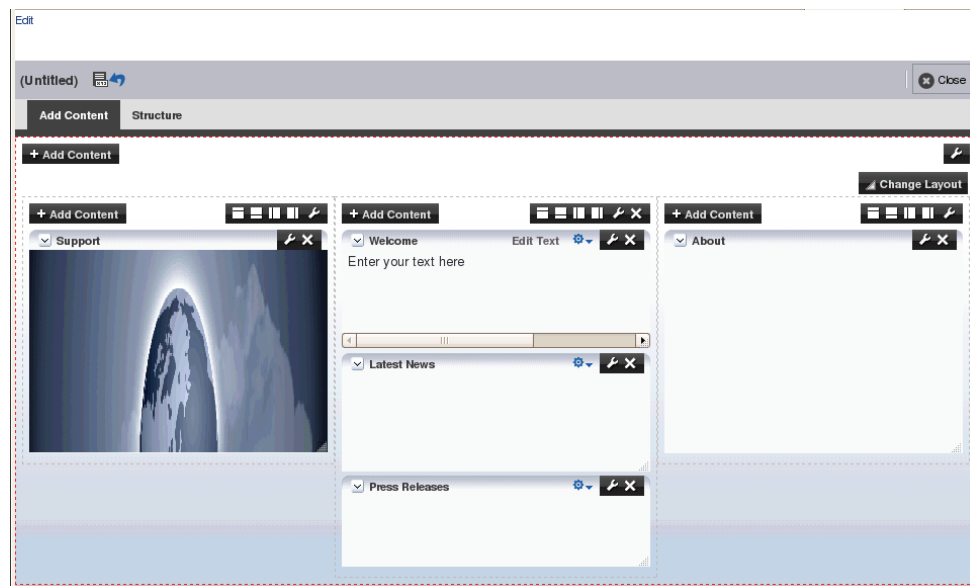 Edit
(Untitled)
Close
Add Content Structure
+ Add Content
Change Layout
+ Add Content + Add Content + Add Content
Support Welcome Edit Text About
Enter your text here
Latest News
Press Releases